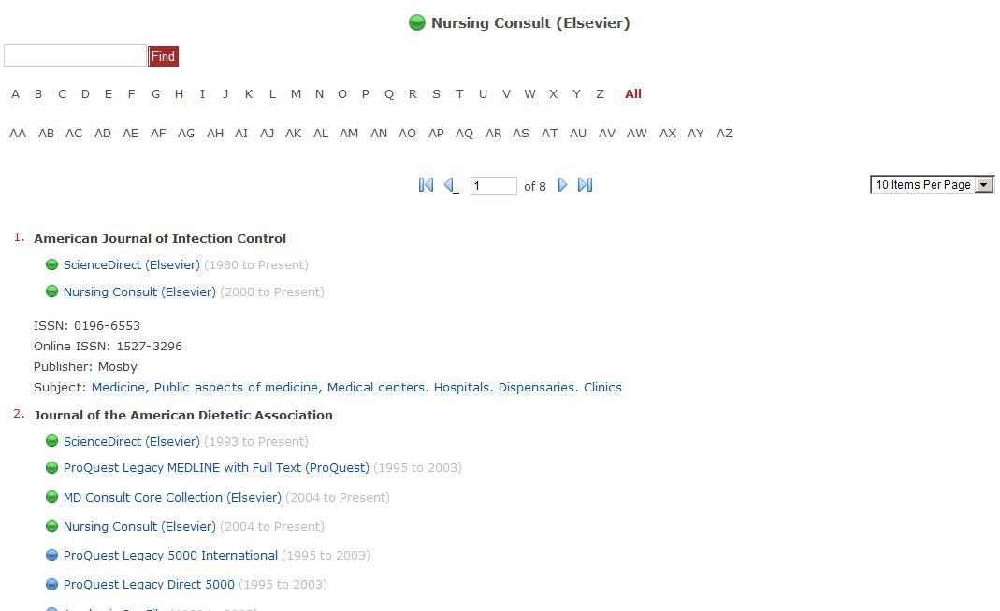 Nursing Consult (Elsevier)
Find
A B C D E F G H I J K L M N O P Q R S T U V W X Y Z All
AA AB AC AD AE AF AG AH AI AJ AK AL AM AN AO AP AQ AR AS AT AU AV AW AX AY AZ
1 of 8 10 Items Per Page
1. American Journal of Infection Control
ScienceDirect (Elsevier) (1980 to Present)
Nursing Consult (Elsevier) (2000 to Present)
ISSN: 0196-6553
Online ISSN: 1527-3296
Publisher: Mosby
Subject: Medicine, Public aspects of medicine, Medical centers. Hospitals. Dispensaries. Clinics
2. Journal of the American Dietetic Association
ScienceDirect (Elsevier) (1993 to Present)
ProQuest Legacy MEDLINE with Full Text (ProQuest) (1995 to 2003)
MD Consult Core Collection (Elsevier) (2004 to Present)
Nursing Consult (Elsevier) (2004 to Present)
ProQuest Legacy 5000 International (1995 to 2003)
ProQuest Legacy Direct 5000 (1995 to 2003)